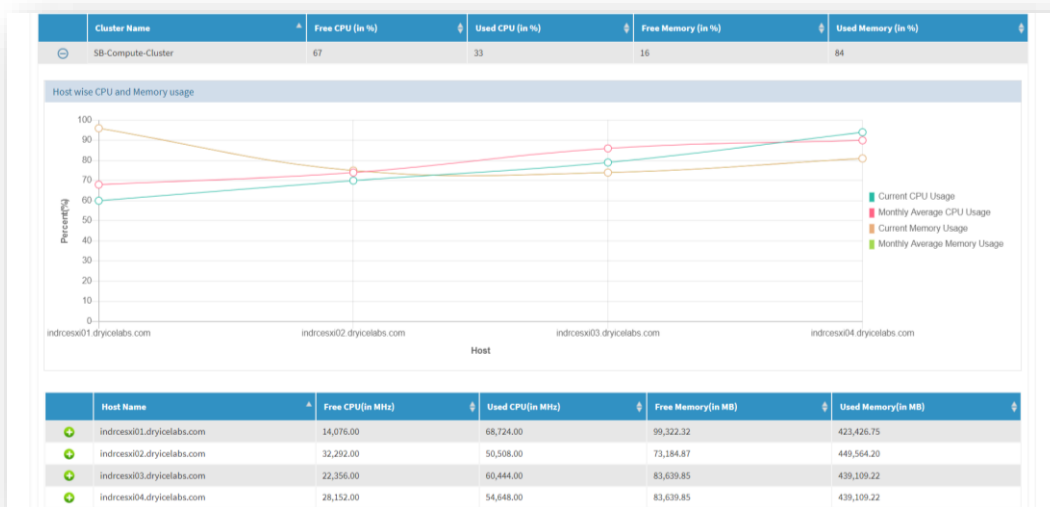 Cluster Name Free CPU (in %) Used CPU (in %) Free Memory (in %) Used Memory (in %)
SB-Compute-Cluster 67 33 16 84
Host wise CPU and Memory usage
100
90
80
70
60
50
40
30
20
10
0
Percent(%)
indrcesxi01.dryicelabs.com indrcesxi02.dryicelabs.com indrcesxi03.dryicelabs.com indrcesxi04.dryicelabs.com
Host
Current CPU Usage
Monthly Average CPU Usage
Current Memory Usage
Monthly Average Memory Usage
Host Name Free CPU(in MHz) Used CPU(in MHz) Free Memory(in MB) Used Memory(in MB)
indrcesxi01.dryicelabs.com 14,076.00 68,724.00 99,322.32 423,426.75
indrcesxi02.dryicelabs.com 32,292.00 50,508.00 73,184.87 449,564.20
indrcesxi03.dryicelabs.com 22,356.00 60,444.00 83,639.85 439,109.22
indrcesxi04.dryicelabs.com 28,152.00 54,648.00 83,639.85 439,109.22